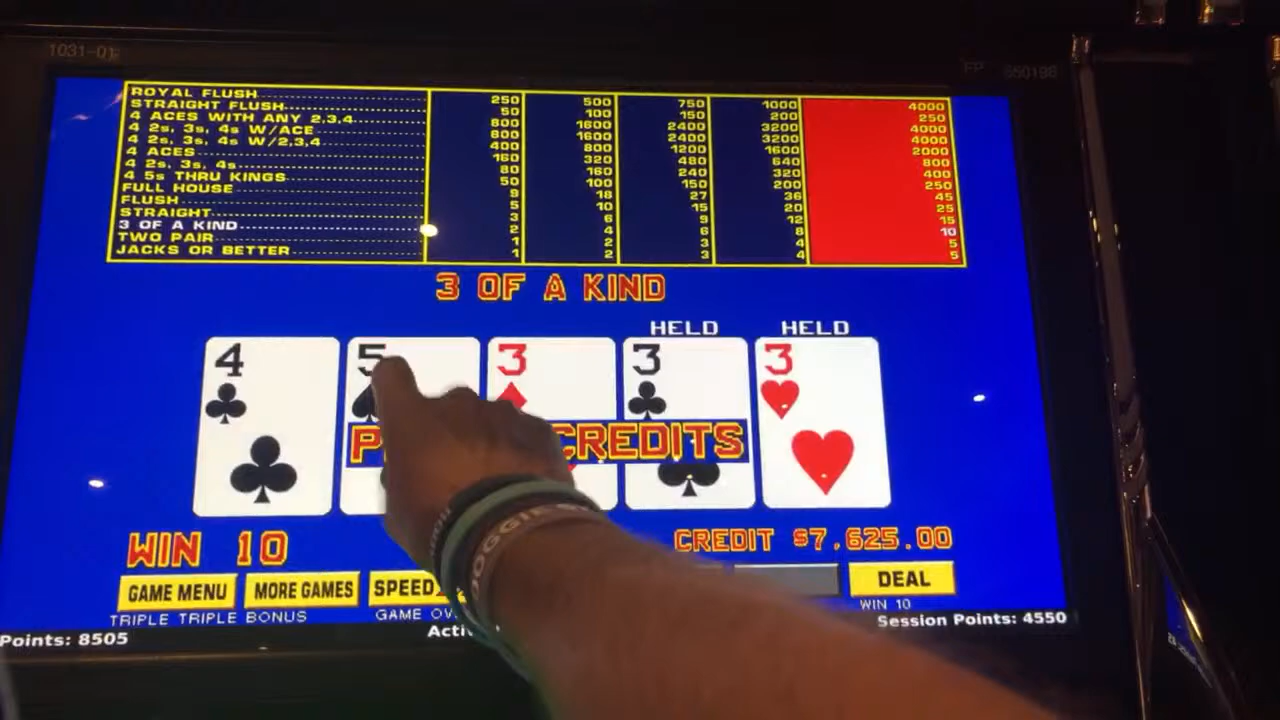 1031-01
ROYAL FLUSH 250 500 750 1000 4000
STRAIGHT FLUSH 50 100 150 200 250
4 ACES WITH ANY 2,3,4 800 1600 2400 3200 4000
4 2s, 3s, 4s W/ACE 800 1600 2400 3200 4000
4 2s, 3s, 4s W/2,3,4 400 800 1200 1600 2000
4 ACES 160 320 480 640 800
4 2s, 3s, 4s 80 160 240 320 400
4 5s THRU KINGS 50 100 150 200 250
FULL HOUSE 9 18 27 36 45
FLUSH 5 10 15 20 25
STRAIGHT 3 6 9 12 15
3 OF A KIND 2 4 6 8 10
TWO PAIR 1 2 3 4 5
JACKS OR BETTER 1 2 3 4 5
3 OF A KIND
HELD HELD
4 5 3 3 3
CREDITS
WIN 10 CREDIT $7,625.00
GAME MENU MORE GAMES SPEED DEAL
TRIPLE TRIPLE BONUS GAME WIN 10
Points: 8505 Session Points: 4550